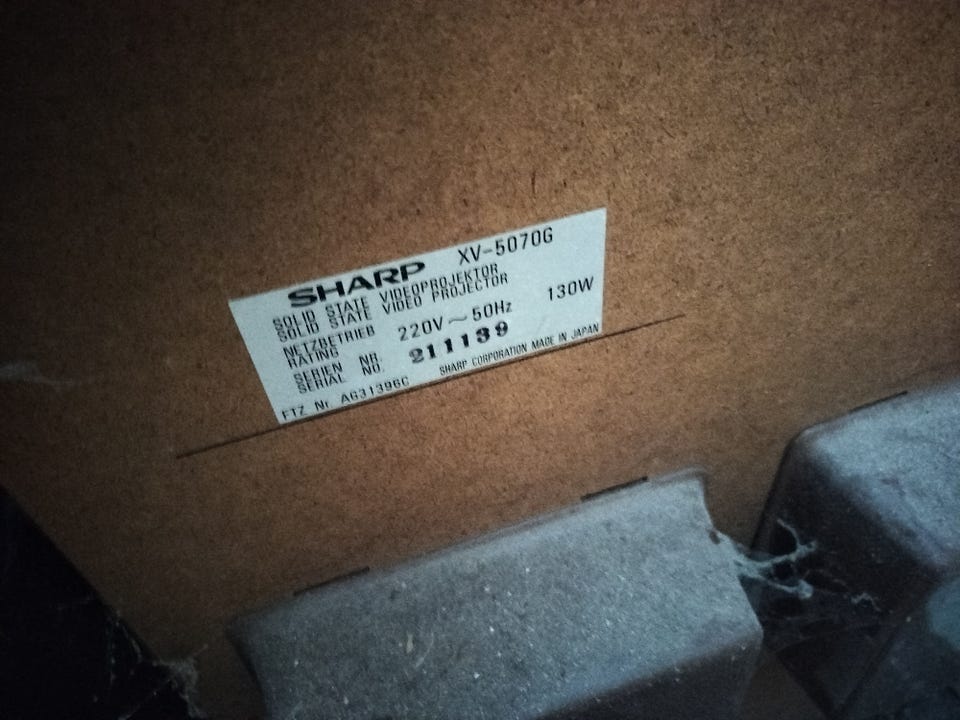 SHARP XV-5070G
SOLID STATE VIDEOPROJEKTOR
SOLID STATE VIDEO PROJECTOR
NETZBETRIEB
RATING 220V~50Hz 130W
SERIEN NR.
SERIAL NO. 211139
FTZ Nr. AG31396C SHARP CORPORATION MADE IN JAPAN